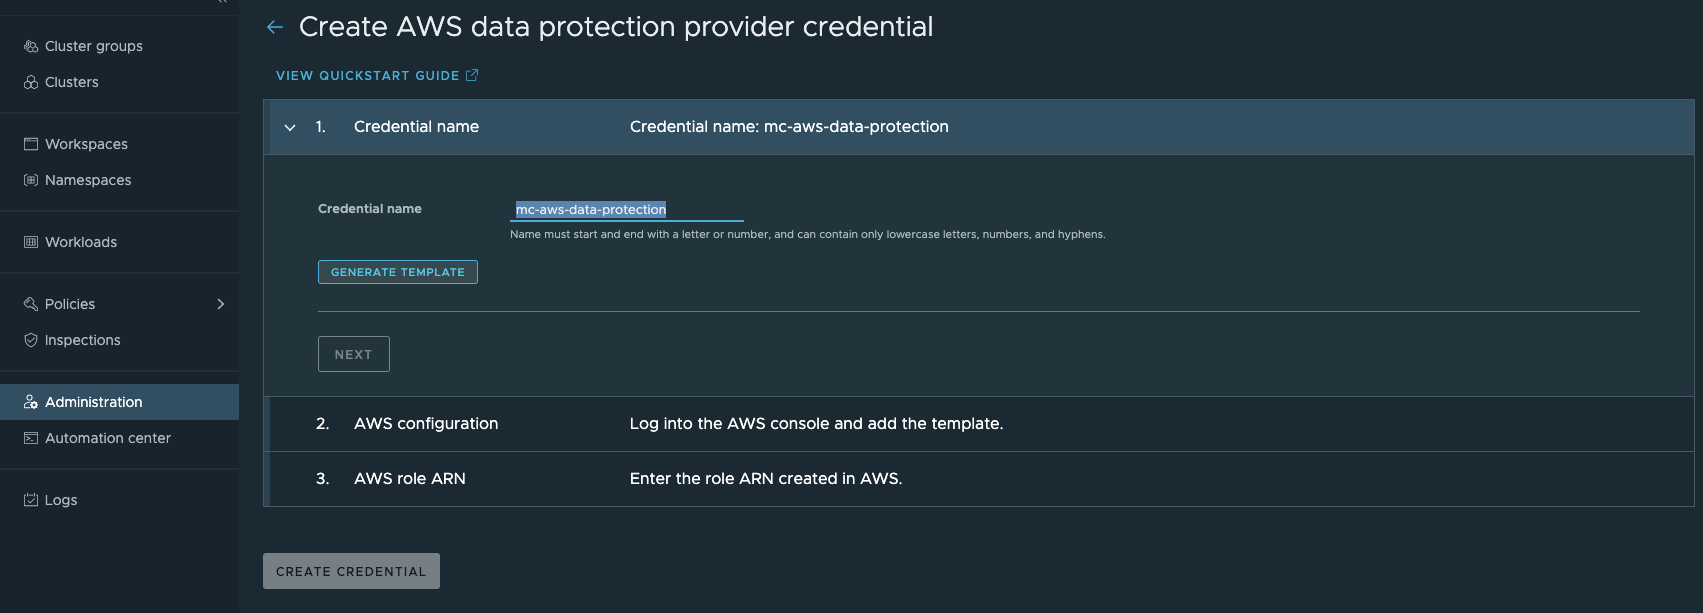 Cluster groups
Clusters
Workspaces
Namespaces
Workloads
Policies
Inspections
Administration
Automation center
Logs
Create AWS data protection provider credential
VIEW QUICKSTART GUIDE
1. Credential name Credential name: mc-aws-data-protection
Credential name mc-aws-data-protection
Name must start and end with a letter or number, and can contain only lowercase letters, numbers, and hyphens.
GENERATE TEMPLATE
NEXT
2. AWS configuration Log into the AWS console and add the template.
3. AWS role ARN Enter the role ARN created in AWS.
CREATE CREDENTIAL